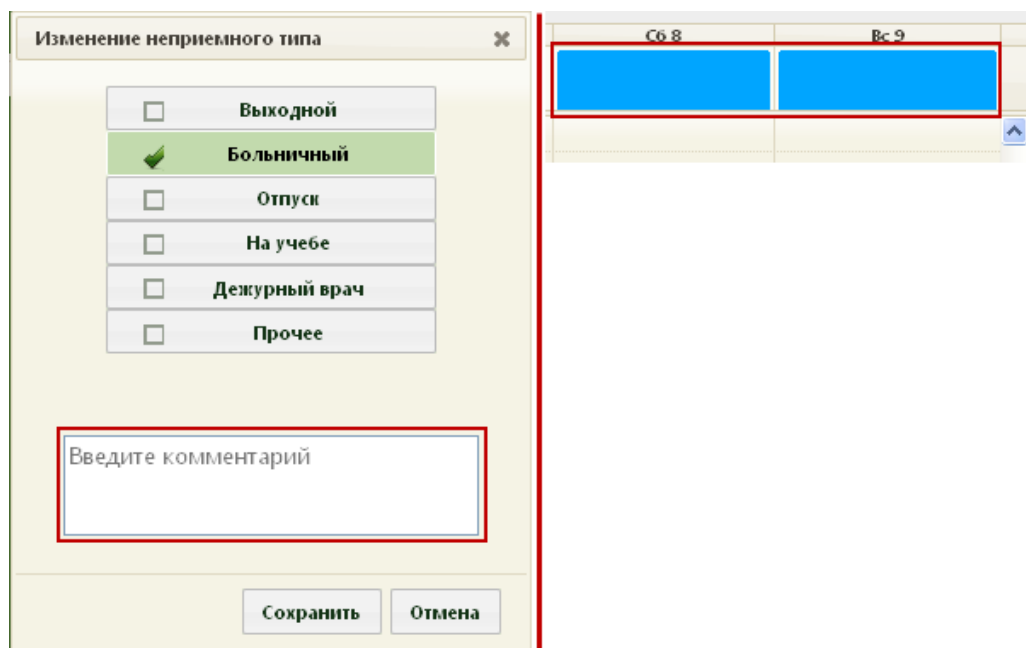 Изменение неприемного типа
Выходной
Больничный
Отпуск
На учебе
Дежурный врач
Прочее
Введите комментарий
Сохранить Отмена
Сб 8 Вс 9